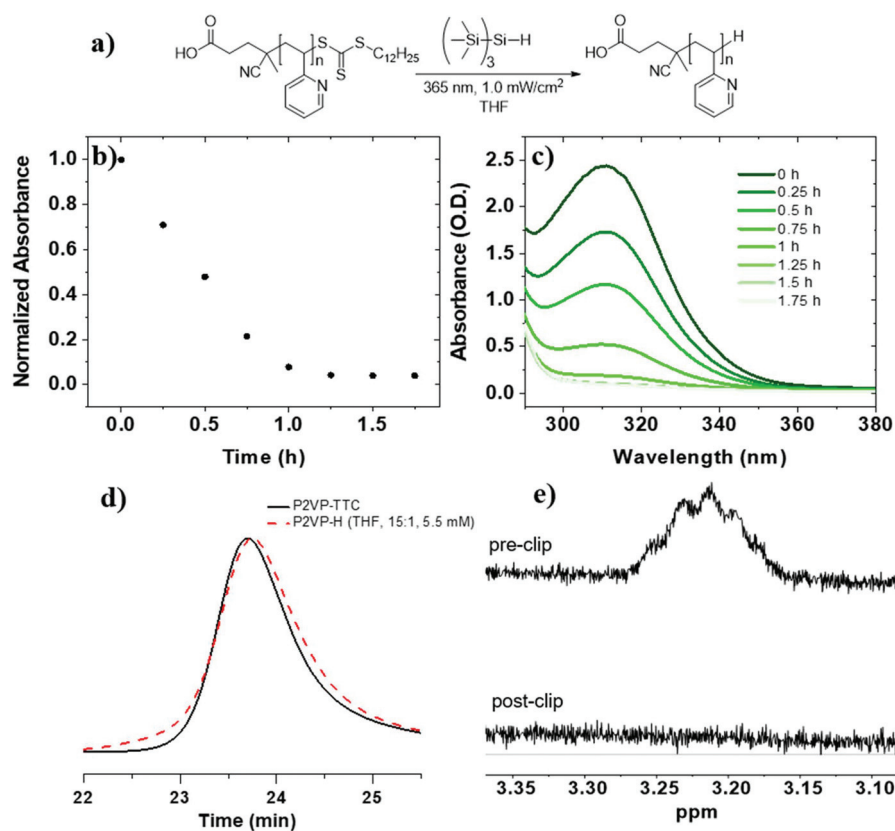 a)
O
HO
NC
n
N
S
S
C12H25
S
( Si ) Si-H
3
365 nm, 1.0 mW/cm2
THF
O
HO
NC
H
n
N
b)
Normalized Absorbance
1.0
0.8
0.6
0.4
0.2
0.0
0.0 0.5 1.0 1.5
Time (h)
c)
Absorbance (O.D.)
2.5
2.0
1.5
1.0
0.5
0.0
0 h
0.25 h
0.5 h
0.75 h
1 h
1.25 h
1.5 h
1.75 h
300 320 340 360 380
Wavelength (nm)
d)
P2VP-TTC
P2VP-H (THF, 15:1, 5.5 mM)
22 23 24 25
Time (min)
e)
pre-clip
post-clip
3.35 3.30 3.25 3.20 3.15 3.10
ppm